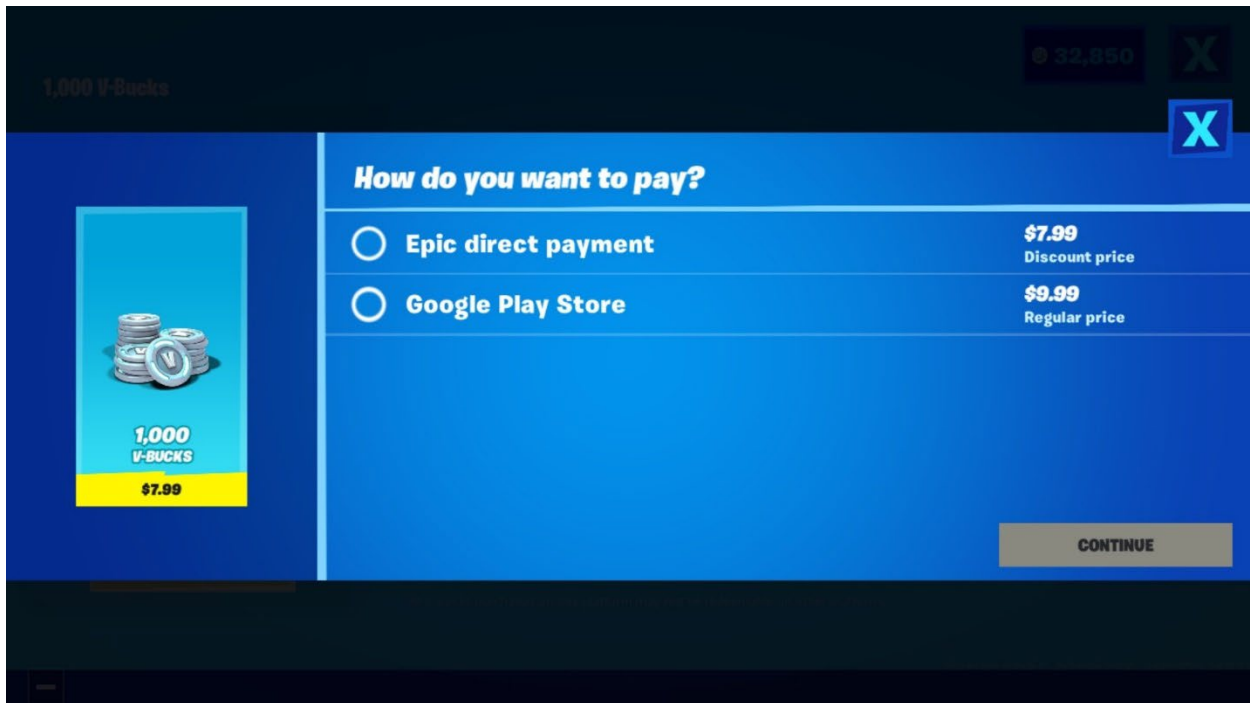 1,000 V-Bucks
32,850
X
X
How do you want to pay?
Epic direct payment
$7.99
Discount price
Google Play Store
$9.99
Regular price
1,000
V-BUCKS
$7.99
CONTINUE